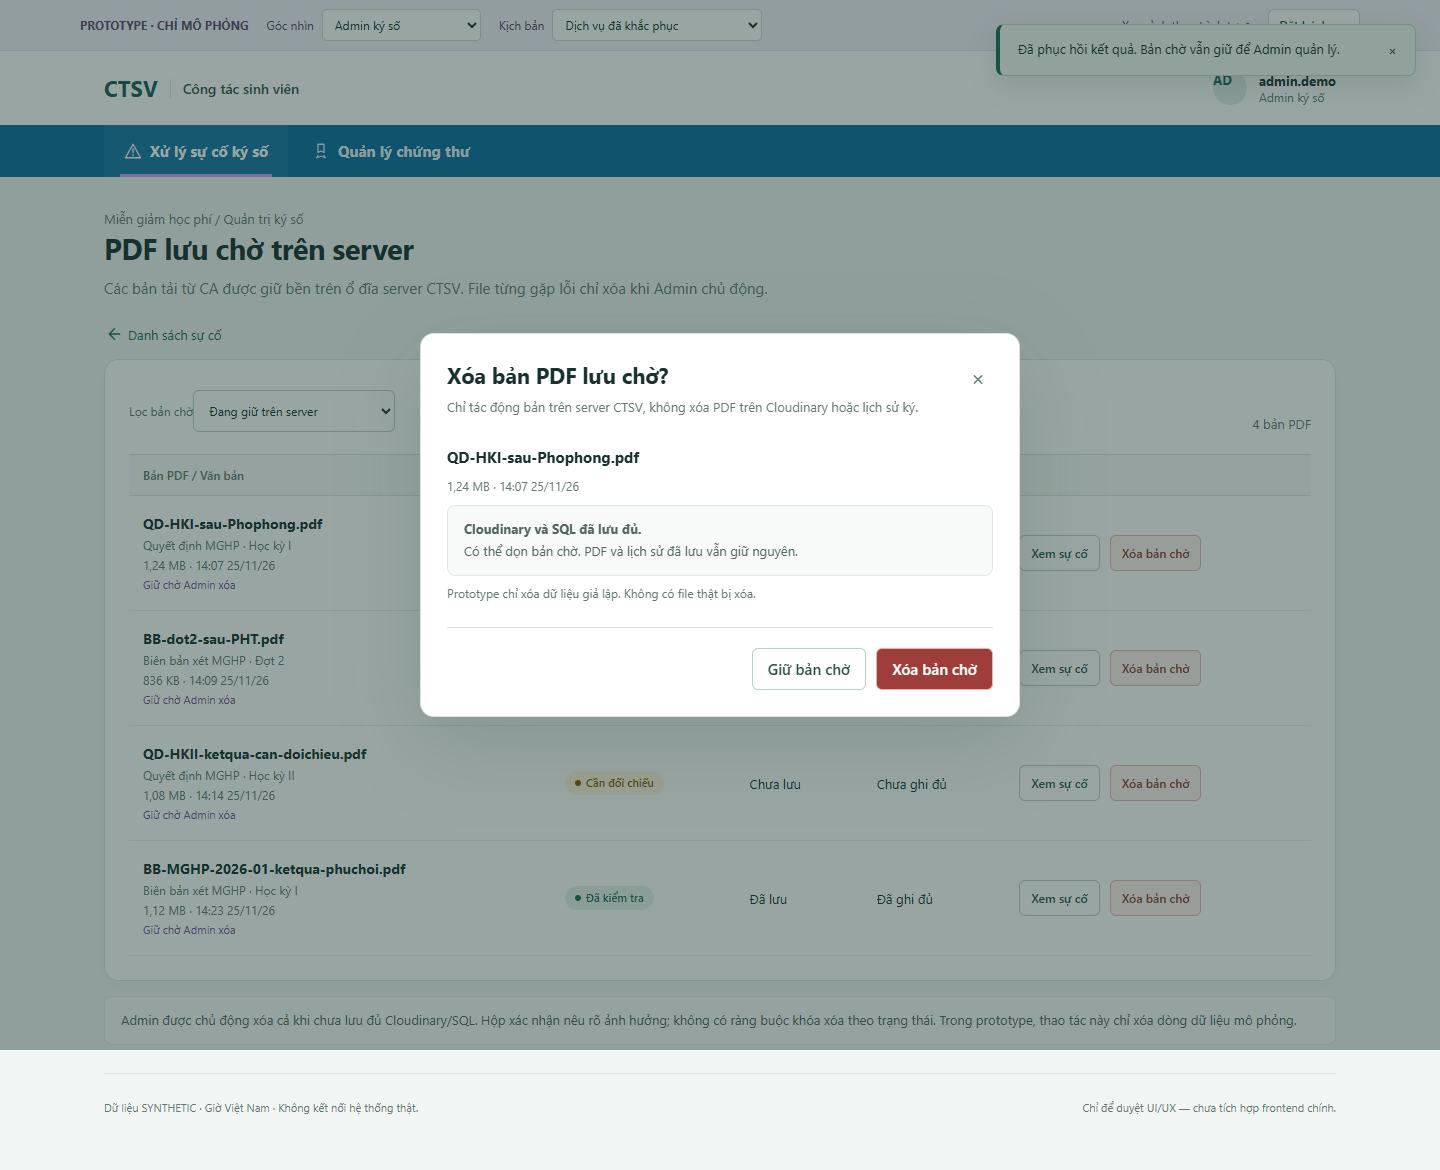 PROTOTYPE · CHỈ MÔ PHỎNG
Góc nhìn
Admin ký số
Kịch bản
Dịch vụ đã khắc phục
Đã phục hồi kết quả. Bản chờ vẫn giữ để Admin quản lý.
×
CTSV
Công tác sinh viên
AD
admin.demo
Admin ký số
Xử lý sự cố ký số
Quản lý chứng thư
Miễn giảm học phí / Quản trị ký số
PDF lưu chờ trên server
Các bản tải từ CA được giữ bền trên ổ đĩa server CTSV. File từng gặp lỗi chỉ xóa khi Admin chủ động.
← Danh sách sự cố
Lọc bản chờ
Đang giữ trên server
4 bản PDF
Bản PDF / Văn bản
QD-HKI-sau-Phophong.pdf
Quyết định MGHP · Học kỳ I
1,24 MB · 14:07 25/11/26
Giữ chờ Admin xóa
Xem sự cố
Xóa bản chờ
BB-dot2-sau-PHT.pdf
Biên bản xét MGHP · Đợt 2
836 KB · 14:09 25/11/26
Giữ chờ Admin xóa
Xem sự cố
Xóa bản chờ
QD-HKII-ketqua-can-doichieu.pdf
Quyết định MGHP · Học kỳ II
1,08 MB · 14:14 25/11/26
Giữ chờ Admin xóa
Cần đối chiếu
Chưa lưu
Chưa ghi đủ
Xem sự cố
Xóa bản chờ
BB-MGHP-2026-01-ketqua-phuchoi.pdf
Biên bản xét MGHP · Học kỳ I
1,12 MB · 14:23 25/11/26
Giữ chờ Admin xóa
Đã kiểm tra
Đã lưu
Đã ghi đủ
Xem sự cố
Xóa bản chờ
Xóa bản PDF lưu chờ?
×
Chỉ tác động bản trên server CTSV, không xóa PDF trên Cloudinary hoặc lịch sử ký.
QD-HKI-sau-Phophong.pdf
1,24 MB · 14:07 25/11/26
Cloudinary và SQL đã lưu đủ.
Có thể dọn bản chờ. PDF và lịch sử đã lưu vẫn giữ nguyên.
Prototype chỉ xóa dữ liệu giả lập. Không có file thật bị xóa.
Giữ bản chờ
Xóa bản chờ
Admin được chủ động xóa cả khi chưa lưu đủ Cloudinary/SQL. Hộp xác nhận nêu rõ ảnh hưởng; không có ràng buộc khóa xóa theo trạng thái. Trong prototype, thao tác này chỉ xóa dòng dữ liệu mô phỏng.
Dữ liệu SYNTHETIC · Giờ Việt Nam · Không kết nối hệ thống thật.
Chỉ để duyệt UI/UX — chưa tích hợp frontend chính.